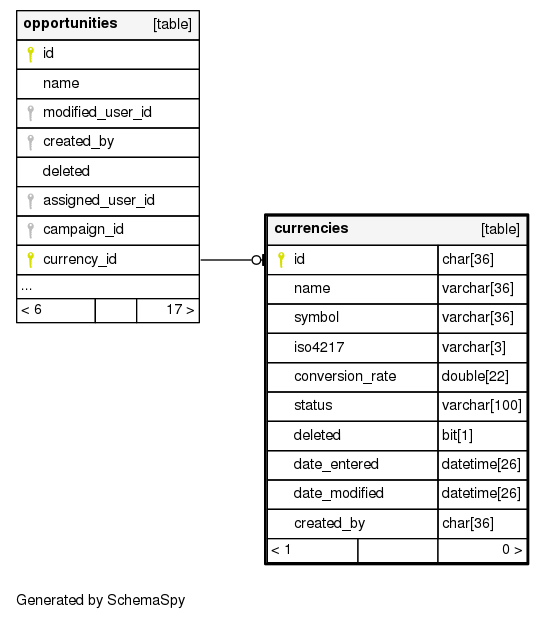 opportunities [table]
id
name
modified_user_id
created_by
deleted
assigned_user_id
campaign_id
currency_id
...
< 6 17 >
currencies [table]
id char[36]
name varchar[36]
symbol varchar[36]
iso4217 varchar[3]
conversion_rate double[22]
status varchar[100]
deleted bit[1]
date_entered datetime[26]
date_modified datetime[26]
created_by char[36]
< 1 0 >
Generated by SchemaSpy